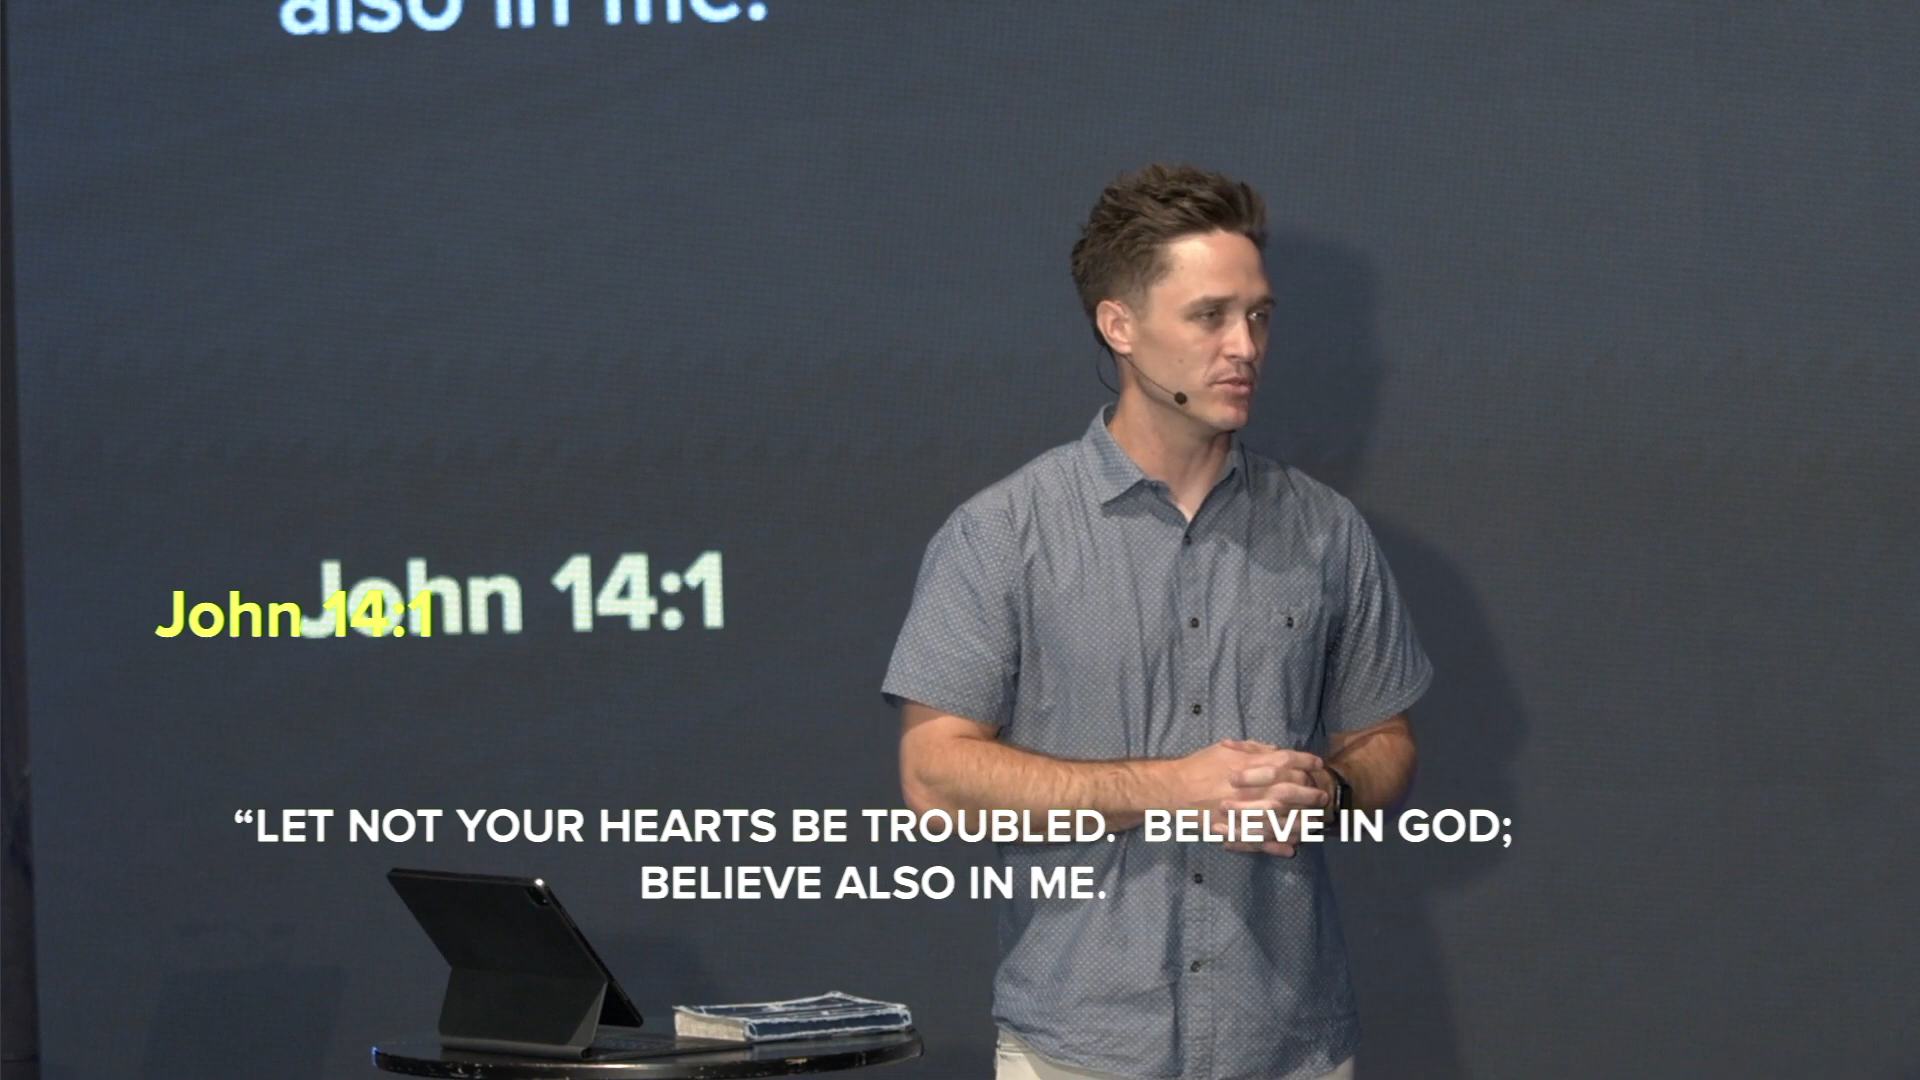 also in me.
John 14:1
John 14:1
“LET NOT YOUR HEARTS BE TROUBLED.  BELIEVE IN GOD;
BELIEVE ALSO IN ME.